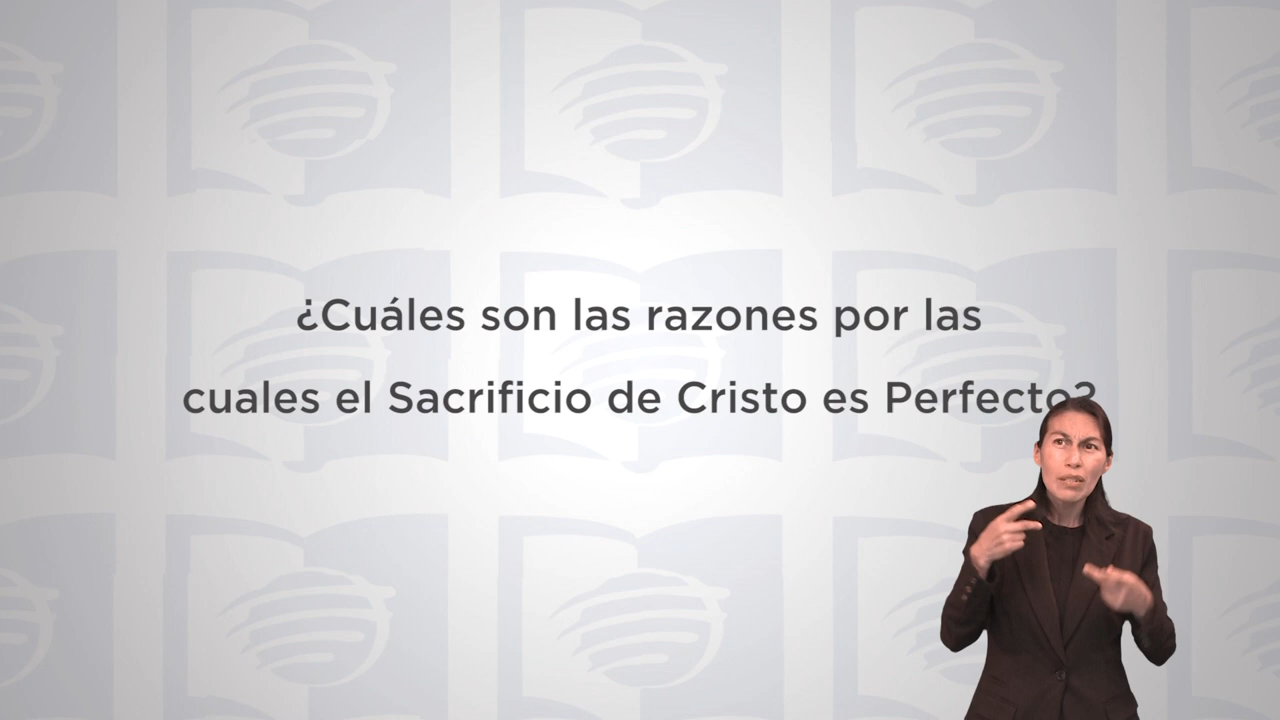 ¿Cuáles son las razones por las
cuales el Sacrificio de Cristo es Perfecto?